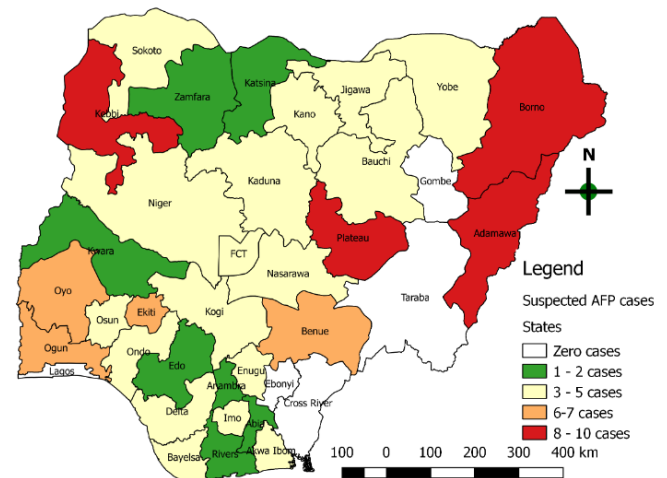 Sokoto
Katsina
Zamfara
Kebbi
Jigawa
Kano
Yobe
Borno
Bauchi
Gombe
Kaduna
Niger
N
Plateau
Adamawa
Kwara
FCT
Nasarawa
Taraba
Oyo
Osun
Ekiti
Kogi
Benue
Ogun
Lagos
Ondo
Edo
Enugu
Anambra
Ebonyi
Cross River
Delta
Imo
Abia
Bayelsa
Rivers
Akwa Ibom
Legend
Suspected AFP cases
States
Zero cases
1 - 2 cases
3 - 5 cases
6-7 cases
8 - 10 cases
100 0 100 200 300 400 km